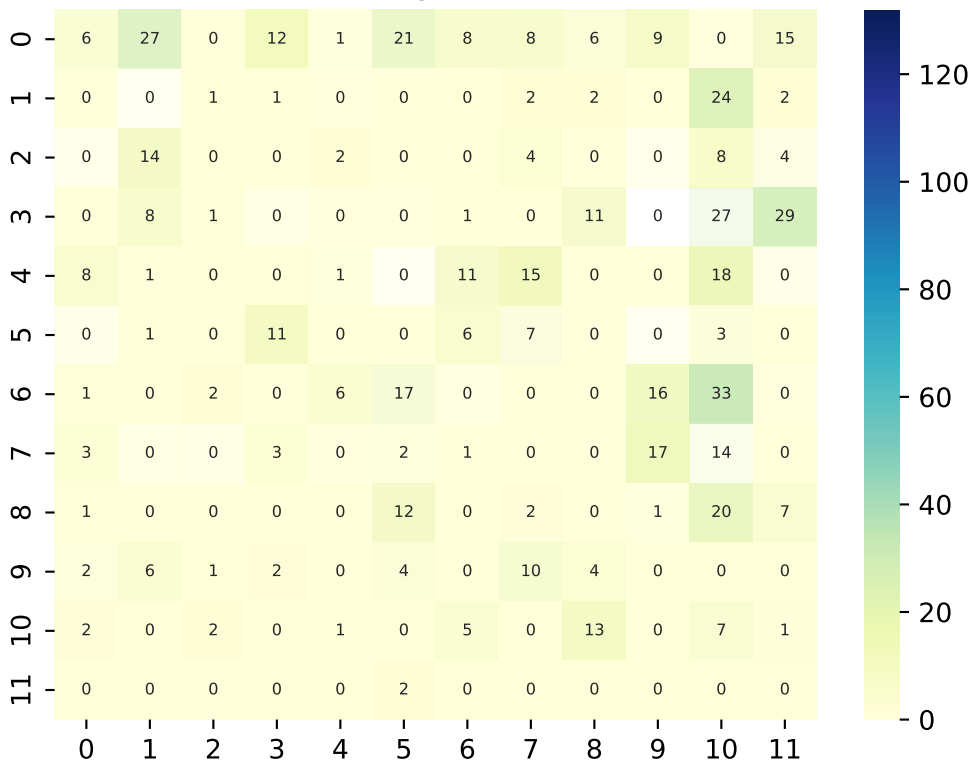 0 6 27 0 12 1 21 8 8 6 9 0 15
1 0 0 1 1 0 0 0 2 2 0 24 2
2 0 14 0 0 2 0 0 4 0 0 8 4
3 0 8 1 0 0 0 1 0 11 0 27 29
4 8 1 0 0 1 0 11 15 0 0 18 0
5 0 1 0 11 0 0 6 7 0 0 3 0
6 1 0 2 0 6 17 0 0 0 16 33 0
7 3 0 0 3 0 2 1 0 0 17 14 0
8 1 0 0 0 0 12 0 2 0 1 20 7
9 2 6 1 2 0 4 0 10 4 0 0 0
10 2 0 2 0 1 0 5 0 13 0 7 1
11 0 0 0 0 0 2 0 0 0 0 0 0
0 1 2 3 4 5 6 7 8 9 10 11
120
100
80
60
40
20
0